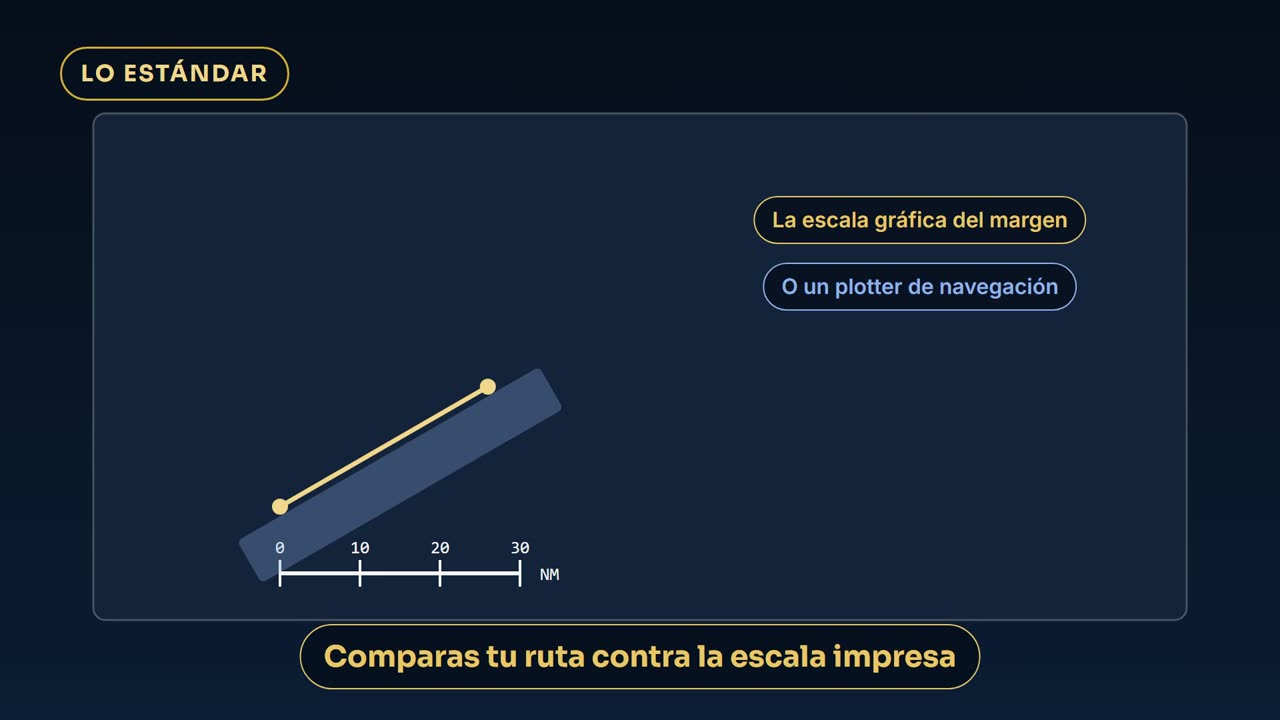 LO ESTÁNDAR
La escala gráfica del margen
O un plotter de navegación
0 10 20 30
NM
Comparas tu ruta contra la escala impresa